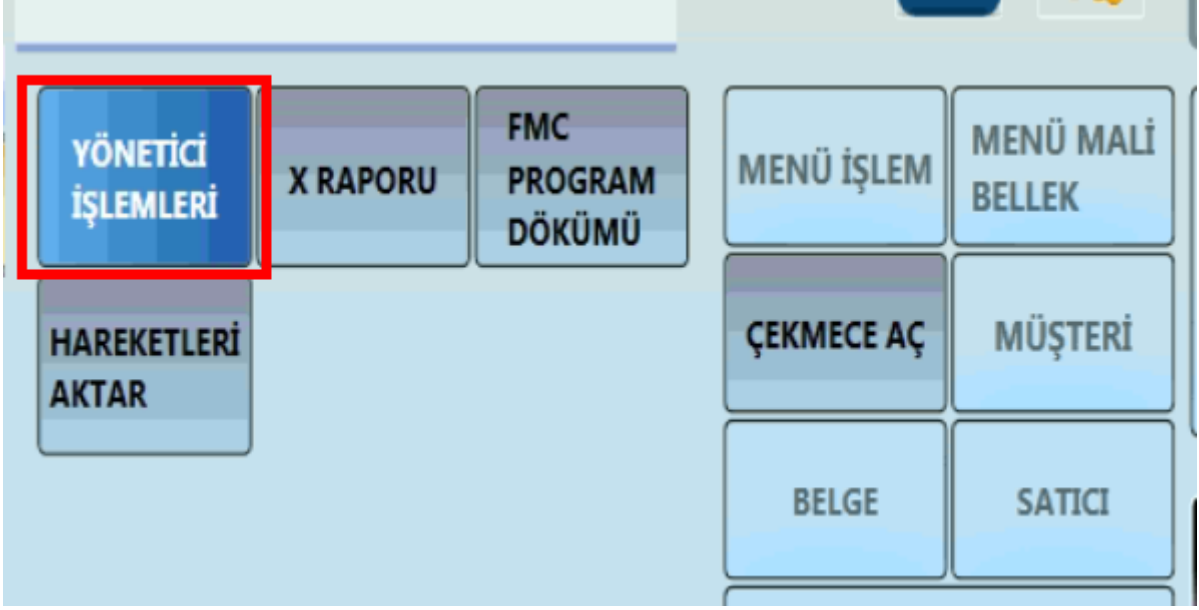 YÖNETİCİ
İŞLEMLERİ
X RAPORU
FMC
PROGRAM
DÖKÜMÜ
MENÜ İŞLEM
MENÜ MALİ
BELLEK
HAREKETLERİ
AKTAR
ÇEKMECE AÇ
MÜŞTERİ
BELGE
SATICI